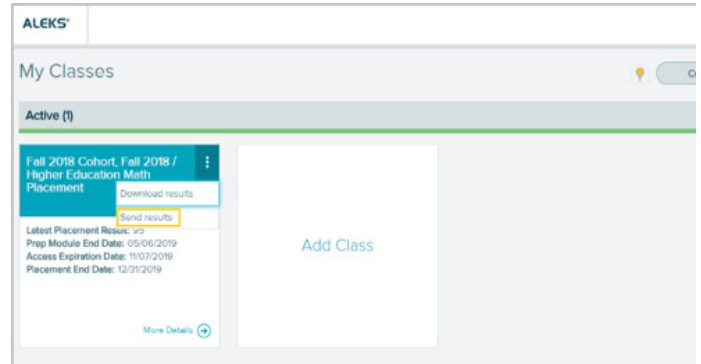 ALEKS®
My Classes
Active (1)
Fall 2018 Cohort, Fall 2018 /
Higher Education Math
Placement
Download results
Send results
Latest Placement Result: 95
Prep Module End Date: 05/06/2019
Access Expiration Date: 11/07/2019
Placement End Date: 12/31/2019
More Details
Add Class